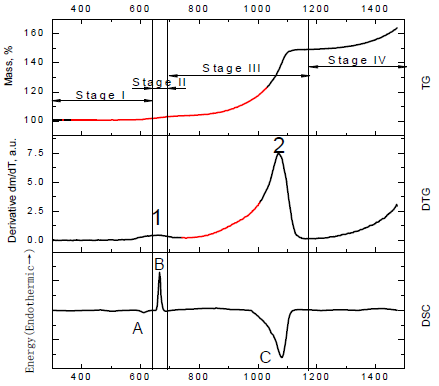 160
140
120
100
Mass, %
Stage I
Stage II
Stage III
Stage IV
TG
200 400 600 800 1000 1200 1400
7.5
5.0
2.5
0.0
Derivative dm/dT, a.u.
1
2
DTG
Energy(Endothermic→)
A
B
C
DSC
400 600 800 1000 1200 1400